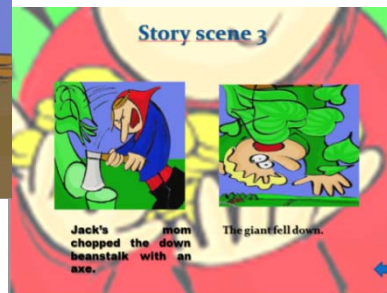 Story scene 3
Jack's mom
chopped the down
beanstalk with an
axe.
The giant fell down.